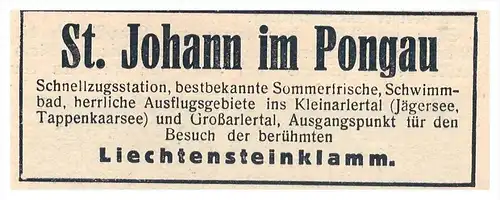 St. Johann im Pongau
Schnellzugsstation, bestbekannte Sommerfrische, Schwimm-
bad, herrliche Ausflugsgebiete ins Kleinarlertal (Jägersee,
Tappenkaarsee) und Großarlertal, Ausgangspunkt für den
Besuch der berühmten
Liechtensteinklamm.